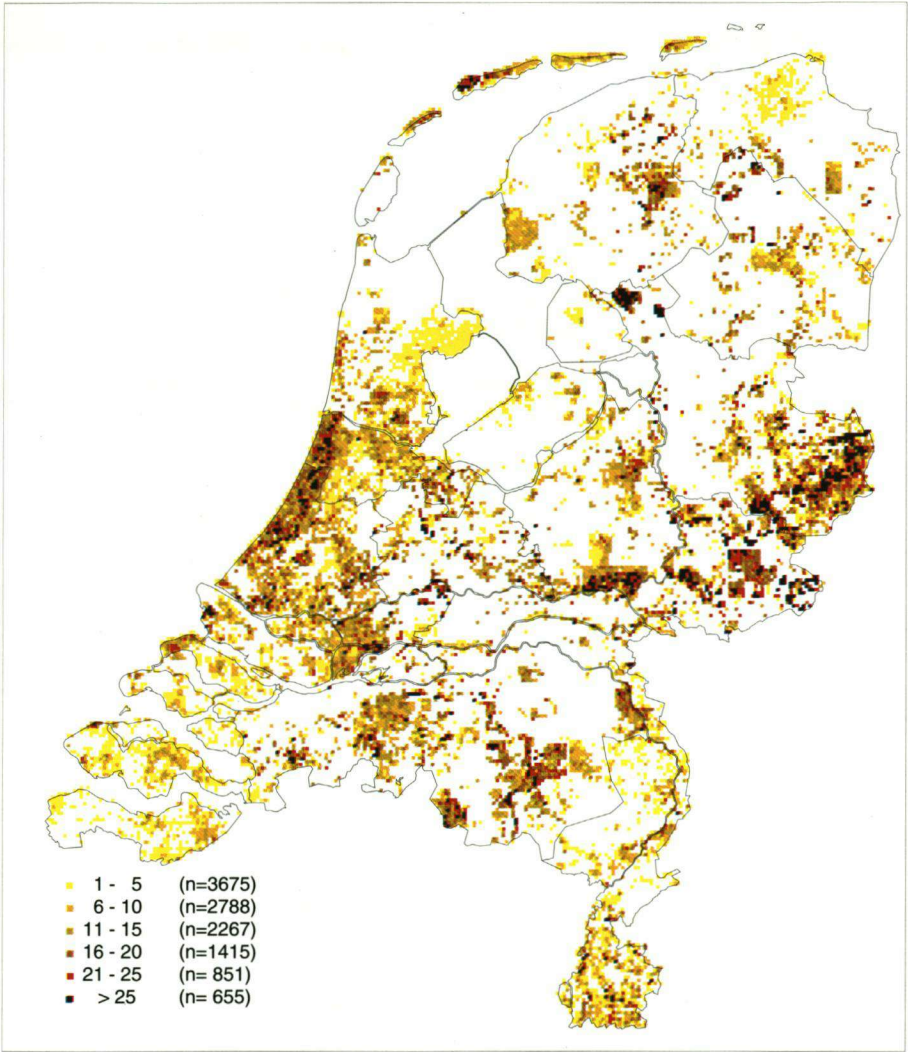 1 - 5 (n=3675)
6 - 10 (n=2788)
11 - 15 (n=2267)
16 - 20 (n=1415)
21 - 25 (n= 851)
> 25 (n= 655)